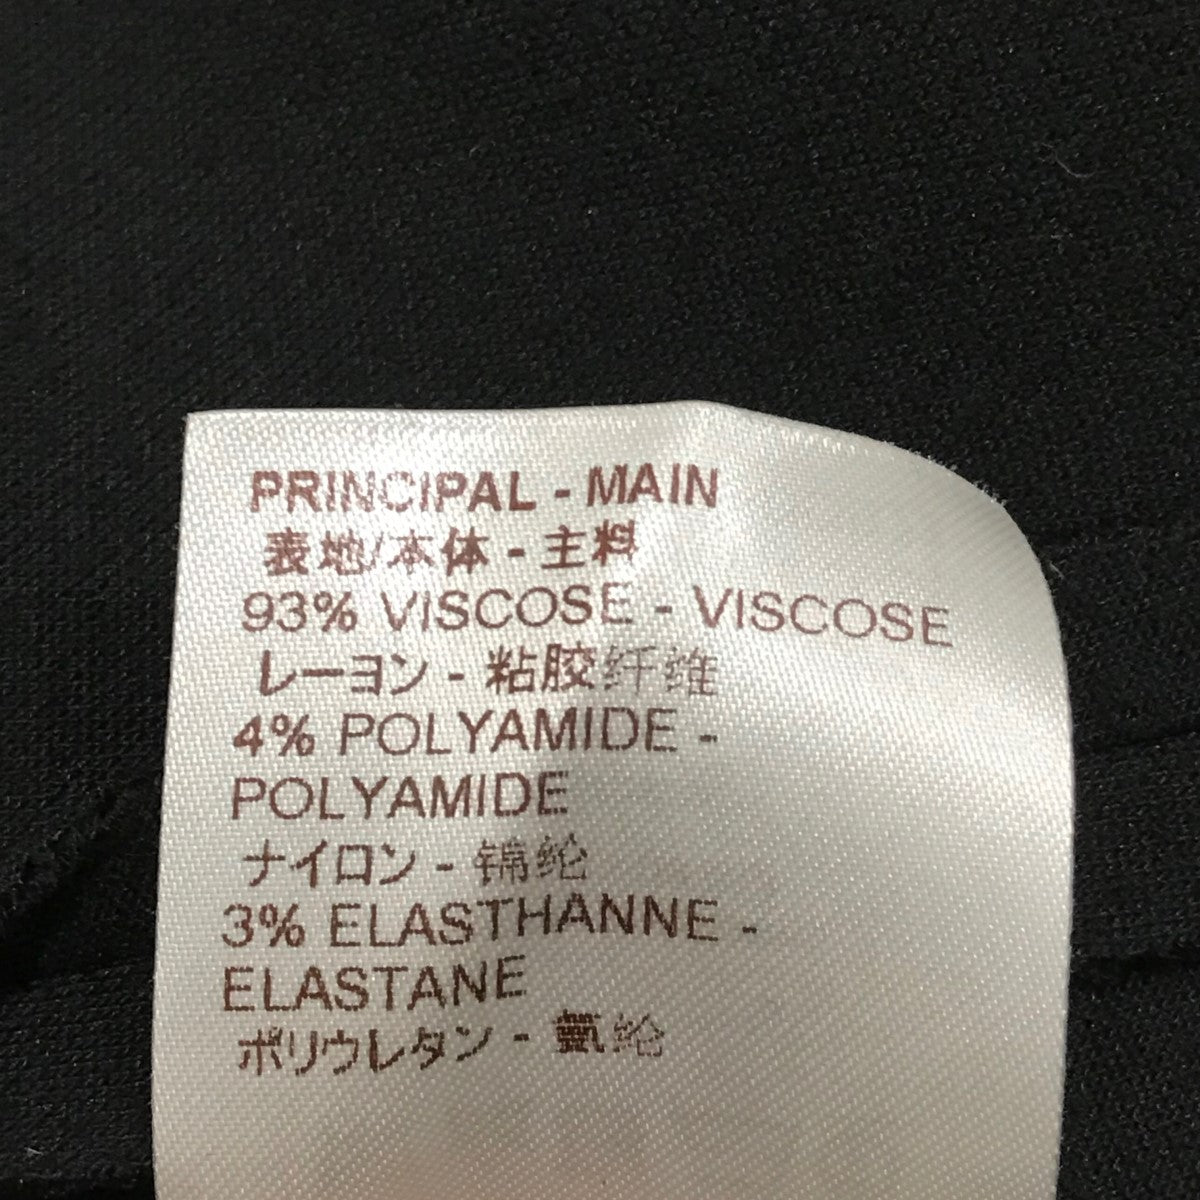 PRINCIPAL - MAIN
表地/本体 - 主料
93% VISCOSE - VISCOSE
レーヨン - 粘胶纤维
4% POLYAMIDE -
POLYAMIDE
ナイロン - 锦纶
3% ELASTHANNE -
ELASTANE
ポリウレタン - 氨纶